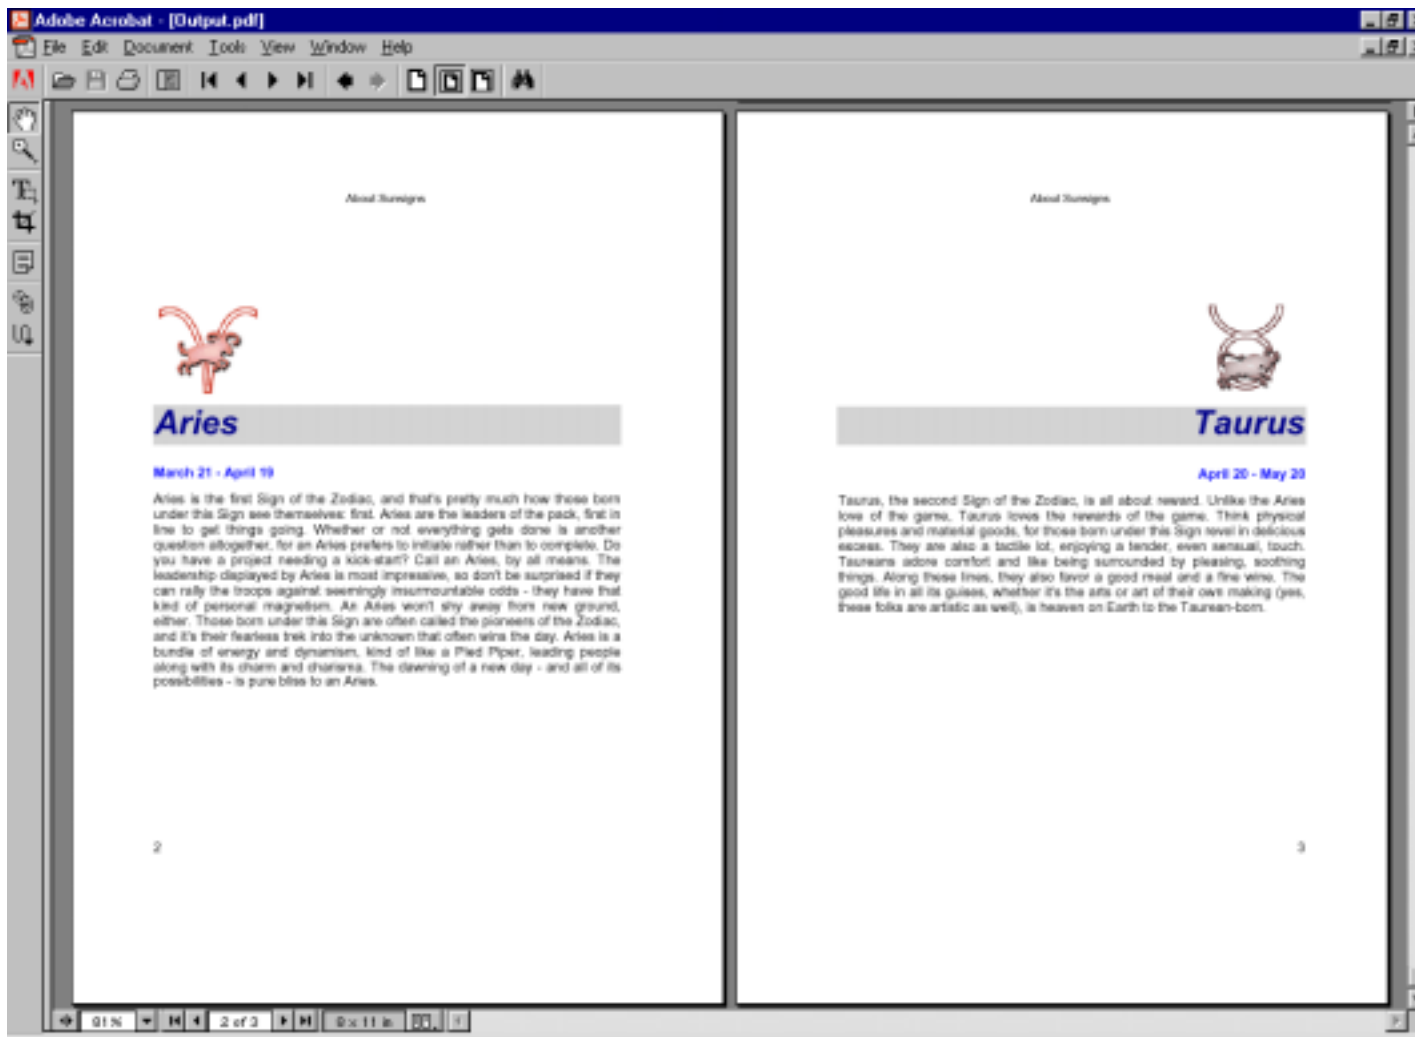 Adobe Acrobat - [Output.pdf]
File Edit Document Tools View Window Help
About Sunsigns
Aries
March 21 - April 19
Aries is the first Sign of the Zodiac, and that's pretty much how those born
under this Sign see themselves: first. Aries are the leaders of the pack, first in
line to get things going. Whether or not everything gets done is another
question altogether, for an Aries prefers to initiate rather than to complete. Do
you have a project needing a kick-start? Call an Aries, by all means. The
leadership displayed by Aries is most impressive, so don't be surprised if they
can rally the troops against seemingly insurmountable odds - they have that
kind of personal magnetism. An Aries won't shy away from new ground,
either. Those born under this Sign are often called the pioneers of the Zodiac,
and it's their fearless trek into the unknown that often wins the day. Aries is a
bundle of energy and dynamism, kind of like a Pied Piper, leading people
along with its charm and charisma. The dawning of a new day - and all of its
possibilities - is pure bliss to an Aries.
2
About Sunsigns
Taurus
April 20 - May 20
Taurus, the second Sign of the Zodiac, is all about reward. Unlike the Aries
love of the game, Taurus loves the rewards of the game. Think physical
pleasures and material goods, for those born under this Sign revel in delicious
excess. They are also a tactile lot, enjoying a tender, even sensual, touch.
Taureans adore comfort and like being surrounded by pleasing, soothing
things. Along these lines, they also favor a good meal and a fine wine. The
good life in all its guises, whether it's the arts or art of their own making (yes,
these folks are artistic as well), is heaven on Earth to the Taurean-born.
3
2 of 3
x 11 in